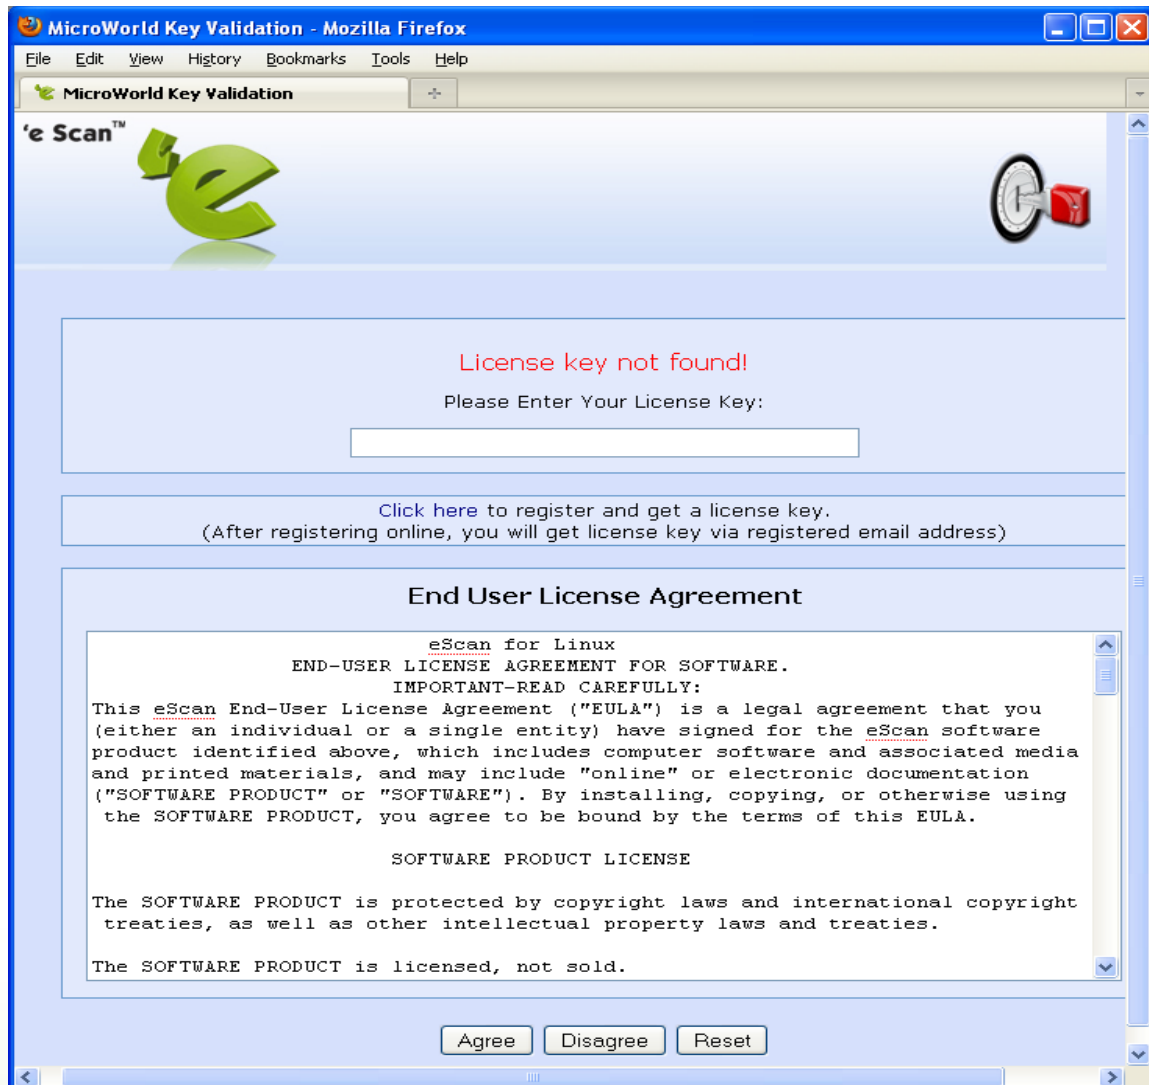 MicroWorld Key Validation - Mozilla Firefox
File Edit View History Bookmarks Tools Help
MicroWorld Key Validation
'e Scan™
License key not found!
Please Enter Your License Key:
Click here to register and get a license key.
(After registering online, you will get license key via registered email address)
End User License Agreement
eScan for Linux
END-USER LICENSE AGREEMENT FOR SOFTWARE.
IMPORTANT-READ CAREFULLY:
This eScan End-User License Agreement ("EULA") is a legal agreement that you
(either an individual or a single entity) have signed for the eScan software
product identified above, which includes computer software and associated media
and printed materials, and may include "online" or electronic documentation
("SOFTWARE PRODUCT" or "SOFTWARE"). By installing, copying, or otherwise using
the SOFTWARE PRODUCT, you agree to be bound by the terms of this EULA.
SOFTWARE PRODUCT LICENSE
The SOFTWARE PRODUCT is protected by copyright laws and international copyright
treaties, as well as other intellectual property laws and treaties.
The SOFTWARE PRODUCT is licensed, not sold.
Agree Disagree Reset